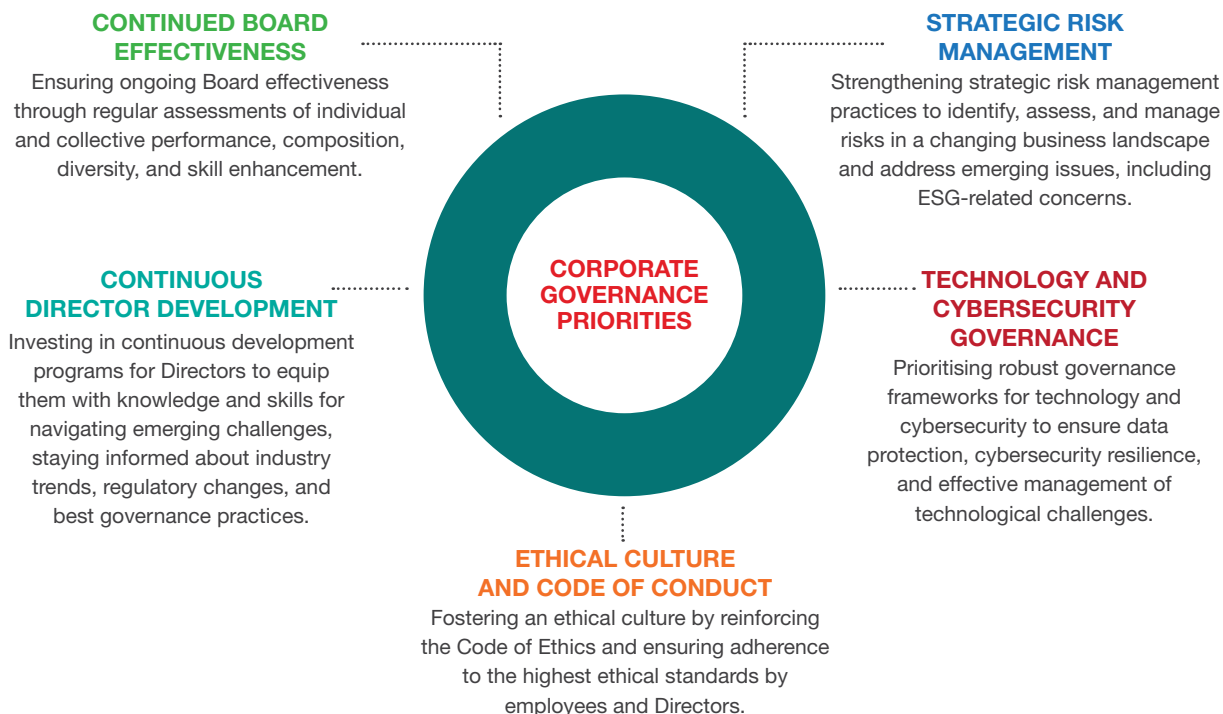 CONTINUED BOARD
EFFECTIVENESS
Ensuring ongoing Board effectiveness
through regular assessments of individual
and collective performance, composition,
diversity, and skill enhancement.
STRATEGIC RISK
MANAGEMENT
Strengthening strategic risk management
practices to identify, assess, and manage
risks in a changing business landscape
and address emerging issues, including
ESG-related concerns.
CORPORATE
GOVERNANCE
PRIORITIES
CONTINUOUS
DIRECTOR DEVELOPMENT
Investing in continuous development
programs for Directors to equip
them with knowledge and skills for
navigating emerging challenges,
staying informed about industry
trends, regulatory changes, and
best governance practices.
TECHNOLOGY AND
CYBERSECURITY
GOVERNANCE
Prioritising robust governance
frameworks for technology and
cybersecurity to ensure data
protection, cybersecurity resilience,
and effective management of
technological challenges.
ETHICAL CULTURE
AND CODE OF CONDUCT
Fostering an ethical culture by reinforcing
the Code of Ethics and ensuring adherence
to the highest ethical standards by
employees and Directors.